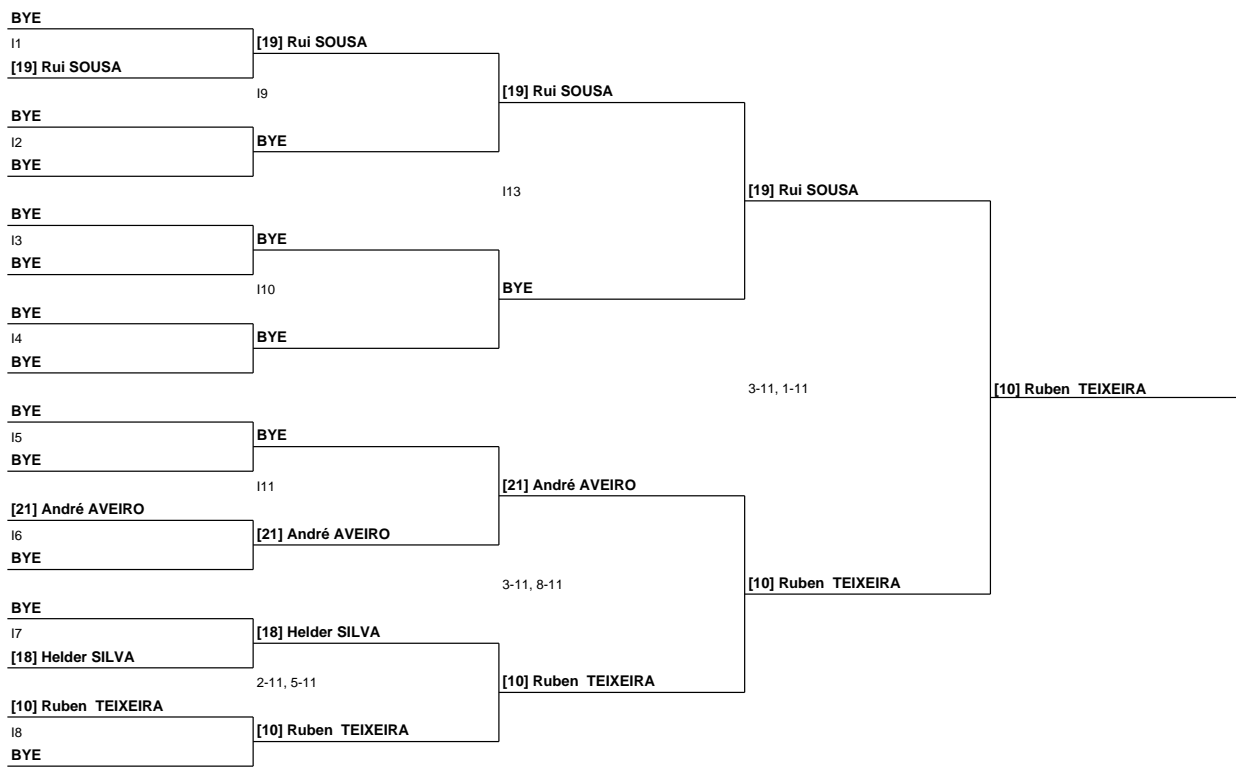 BYE
I1
[19] Rui SOUSA
[19] Rui SOUSA
I9
[19] Rui SOUSA
BYE
I2
BYE
BYE
I13
[19] Rui SOUSA
BYE
I3
BYE
BYE
I10
BYE
BYE
I4
BYE
BYE
3-11, 1-11
[10] Ruben  TEIXEIRA
BYE
I5
BYE
BYE
I11
[21] André AVEIRO
[21] André AVEIRO
I6
BYE
[21] André AVEIRO
3-11, 8-11
[10] Ruben  TEIXEIRA
BYE
I7
[18] Helder SILVA
[18] Helder SILVA
2-11, 5-11
[10] Ruben  TEIXEIRA
[10] Ruben  TEIXEIRA
I8
BYE
[10] Ruben  TEIXEIRA